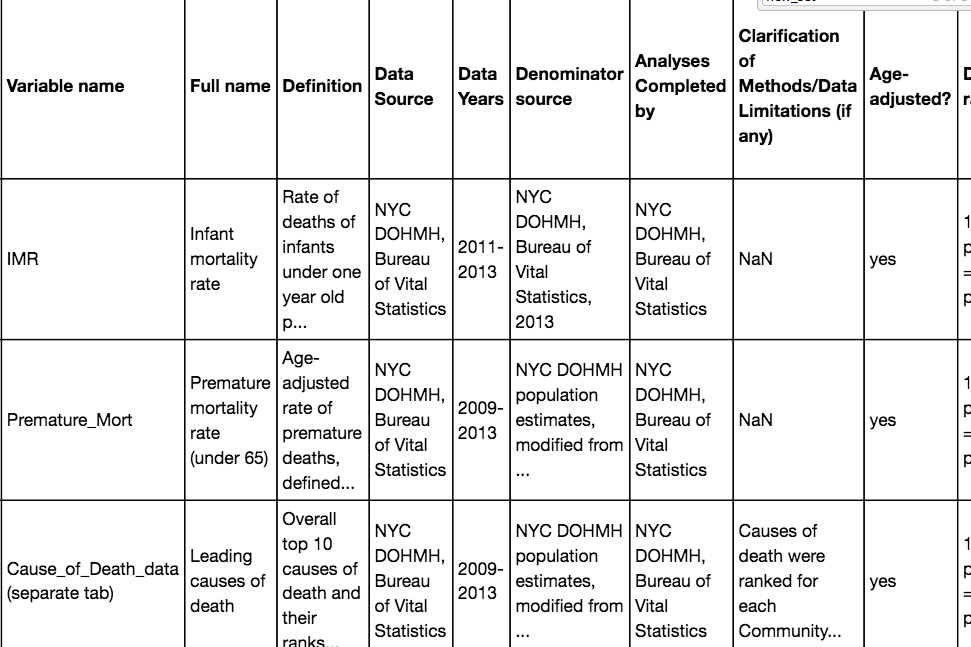 Variable name
Full name
Definition
Data
Source
Data
Years
Denominator
source
Analyses
Completed
by
Clarification
of
Methods/Data
Limitations (if
any)
Age-
adjusted?
IMR
Infant
mortality
rate
Rate of
deaths of
infants
under one
year old
p...
NYC
DOHMH,
Bureau
of Vital
Statistics
2011-
2013
NYC
DOHMH,
Bureau of
Vital
Statistics,
2013
NYC
DOHMH,
Bureau of
Vital
Statistics
NaN
yes
Premature_Mort
Premature
mortality
rate
(under 65)
Age-
adjusted
rate of
premature
deaths,
defined...
NYC
DOHMH,
Bureau
of Vital
Statistics
2009-
2013
NYC DOHMH
population
estimates,
modified from
...
NYC
DOHMH,
Bureau of
Vital
Statistics
NaN
yes
Cause_of_Death_data
(separate tab)
Leading
causes of
death
Overall
top 10
causes of
death and
their
ranks...
NYC
DOHMH,
Bureau
of Vital
Statistics
2009-
2013
NYC DOHMH
population
estimates,
modified from
...
NYC
DOHMH,
Bureau of
Vital
Statistics
Causes of
death were
ranked for
each
Community...
yes